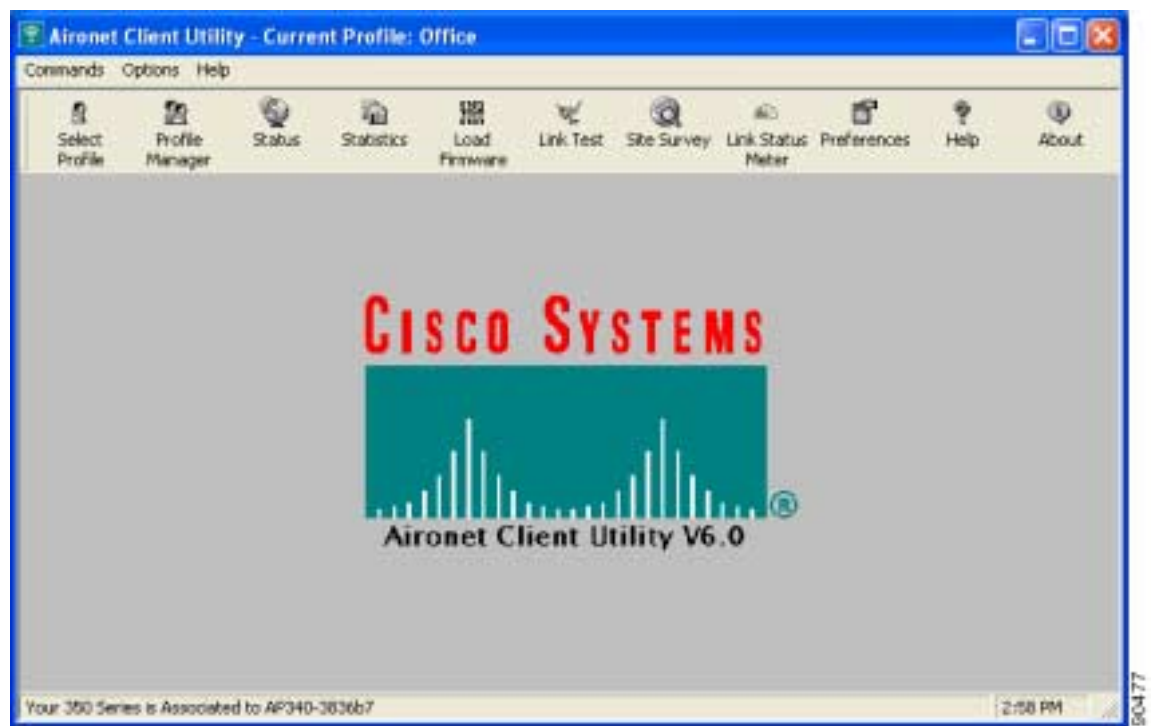 Aironet Client Utility - Current Profile: Office
Commands Options Help
Select Profile
Profile Manager
Status
Statistics
Load Firmware
Link Test
Site Survey
Link Status Meter
Preferences
Help
About
CISCO SYSTEMS
®
Aironet Client Utility V6.0
Your 350 Series is Associated to AP340-3836b7
2:58 PM
90477